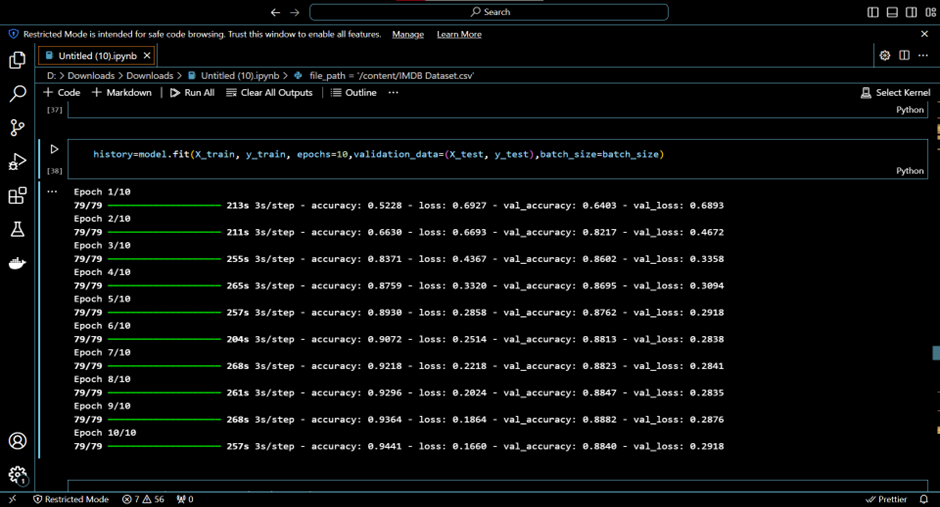 Search
Restricted Mode is intended for safe code browsing. Trust this window to enable all features. Manage Learn More
Untitled (10).ipynb
D: > Downloads > Downloads > Untitled (10).ipynb > file_path = '/content/IMDB Dataset.csv'
+ Code + Markdown Run All Clear All Outputs Outline ··· Select Kernel
[37] Python
history=model.fit(X_train, y_train, epochs=10,validation_data=(X_test, y_test),batch_size=batch_size)
[38] Python
Epoch 1/10
79/79 213s 3s/step - accuracy: 0.5228 - loss: 0.6927 - val_accuracy: 0.6403 - val_loss: 0.6893
Epoch 2/10
79/79 211s 3s/step - accuracy: 0.6630 - loss: 0.6693 - val_accuracy: 0.8217 - val_loss: 0.4672
Epoch 3/10
79/79 255s 3s/step - accuracy: 0.8371 - loss: 0.4367 - val_accuracy: 0.8602 - val_loss: 0.3358
Epoch 4/10
79/79 265s 3s/step - accuracy: 0.8759 - loss: 0.3320 - val_accuracy: 0.8695 - val_loss: 0.3094
Epoch 5/10
79/79 257s 3s/step - accuracy: 0.8930 - loss: 0.2858 - val_accuracy: 0.8762 - val_loss: 0.2918
Epoch 6/10
79/79 204s 3s/step - accuracy: 0.9072 - loss: 0.2514 - val_accuracy: 0.8813 - val_loss: 0.2838
Epoch 7/10
79/79 268s 3s/step - accuracy: 0.9218 - loss: 0.2218 - val_accuracy: 0.8823 - val_loss: 0.2841
Epoch 8/10
79/79 261s 3s/step - accuracy: 0.9296 - loss: 0.2024 - val_accuracy: 0.8847 - val_loss: 0.2835
Epoch 9/10
79/79 268s 3s/step - accuracy: 0.9364 - loss: 0.1864 - val_accuracy: 0.8882 - val_loss: 0.2876
Epoch 10/10
79/79 257s 3s/step - accuracy: 0.9441 - loss: 0.1660 - val_accuracy: 0.8840 - val_loss: 0.2918
1
Restricted Mode 7 56 0 Prettier